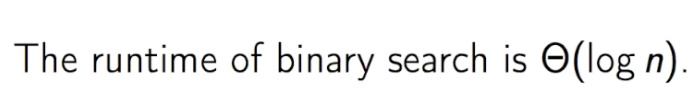 The runtime of binary search is Θ(log n).